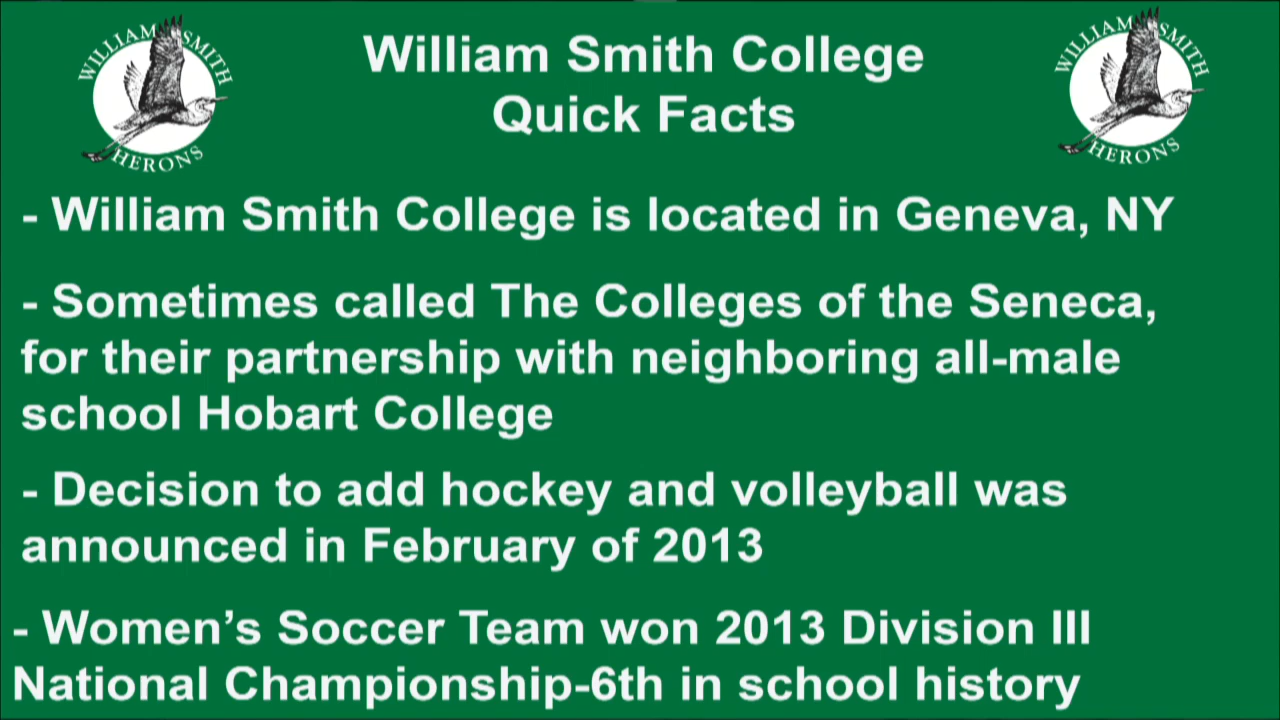 WILLIAM SMITH
HERONS
William Smith College
Quick Facts
WILLIAM SMITH
HERONS
- William Smith College is located in Geneva, NY
- Sometimes called The Colleges of the Seneca,
for their partnership with neighboring all-male
school Hobart College
- Decision to add hockey and volleyball was
announced in February of 2013
- Women’s Soccer Team won 2013 Division III
National Championship-6th in school history